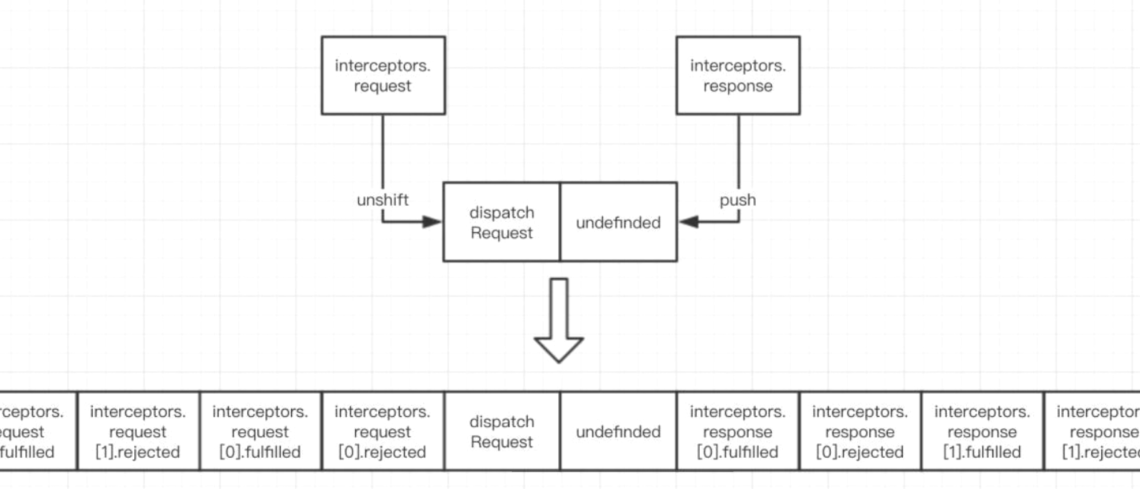 interceptors.
request
interceptors.
response
unshift
push
dispatch
Request
undefinded
rceptors.
quest
fulfilled
interceptors.
request
[1].rejected
interceptors.
request
[0].fulfilled
interceptors.
request
[0].rejected
dispatch
Request
undefinded
interceptors.
response
[0].fulfilled
interceptors.
response
[0].rejected
interceptors.
response
[1].fulfilled
interceptor
response
[1].rejecte